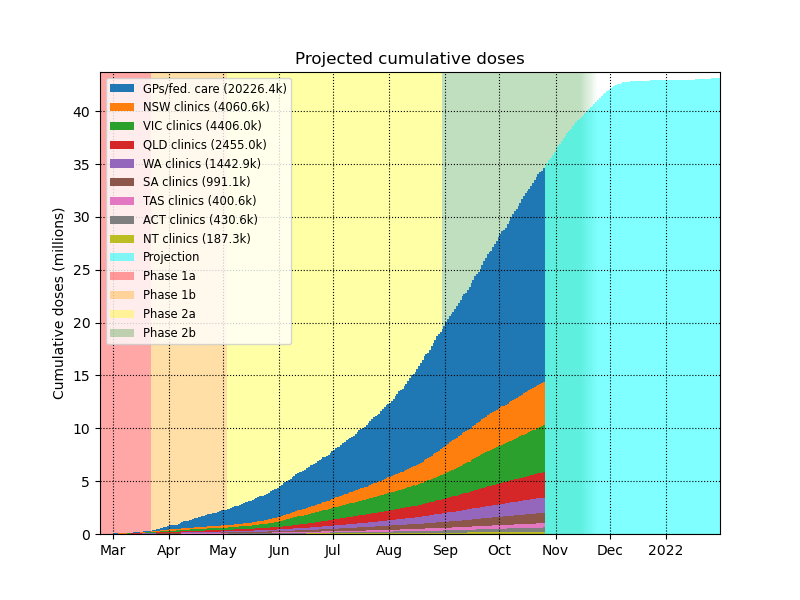 Projected cumulative doses
Cumulative doses (millions)
40
35
30
25
20
15
10
5
0
GPs/fed. care (20226.4k)
NSW clinics (4060.6k)
VIC clinics (4406.0k)
QLD clinics (2455.0k)
WA clinics (1442.9k)
SA clinics (991.1k)
TAS clinics (400.6k)
ACT clinics (430.6k)
NT clinics (187.3k)
Projection
Phase 1a
Phase 1b
Phase 2a
Phase 2b
Mar Apr May Jun Jul Aug Sep Oct Nov Dec 2022